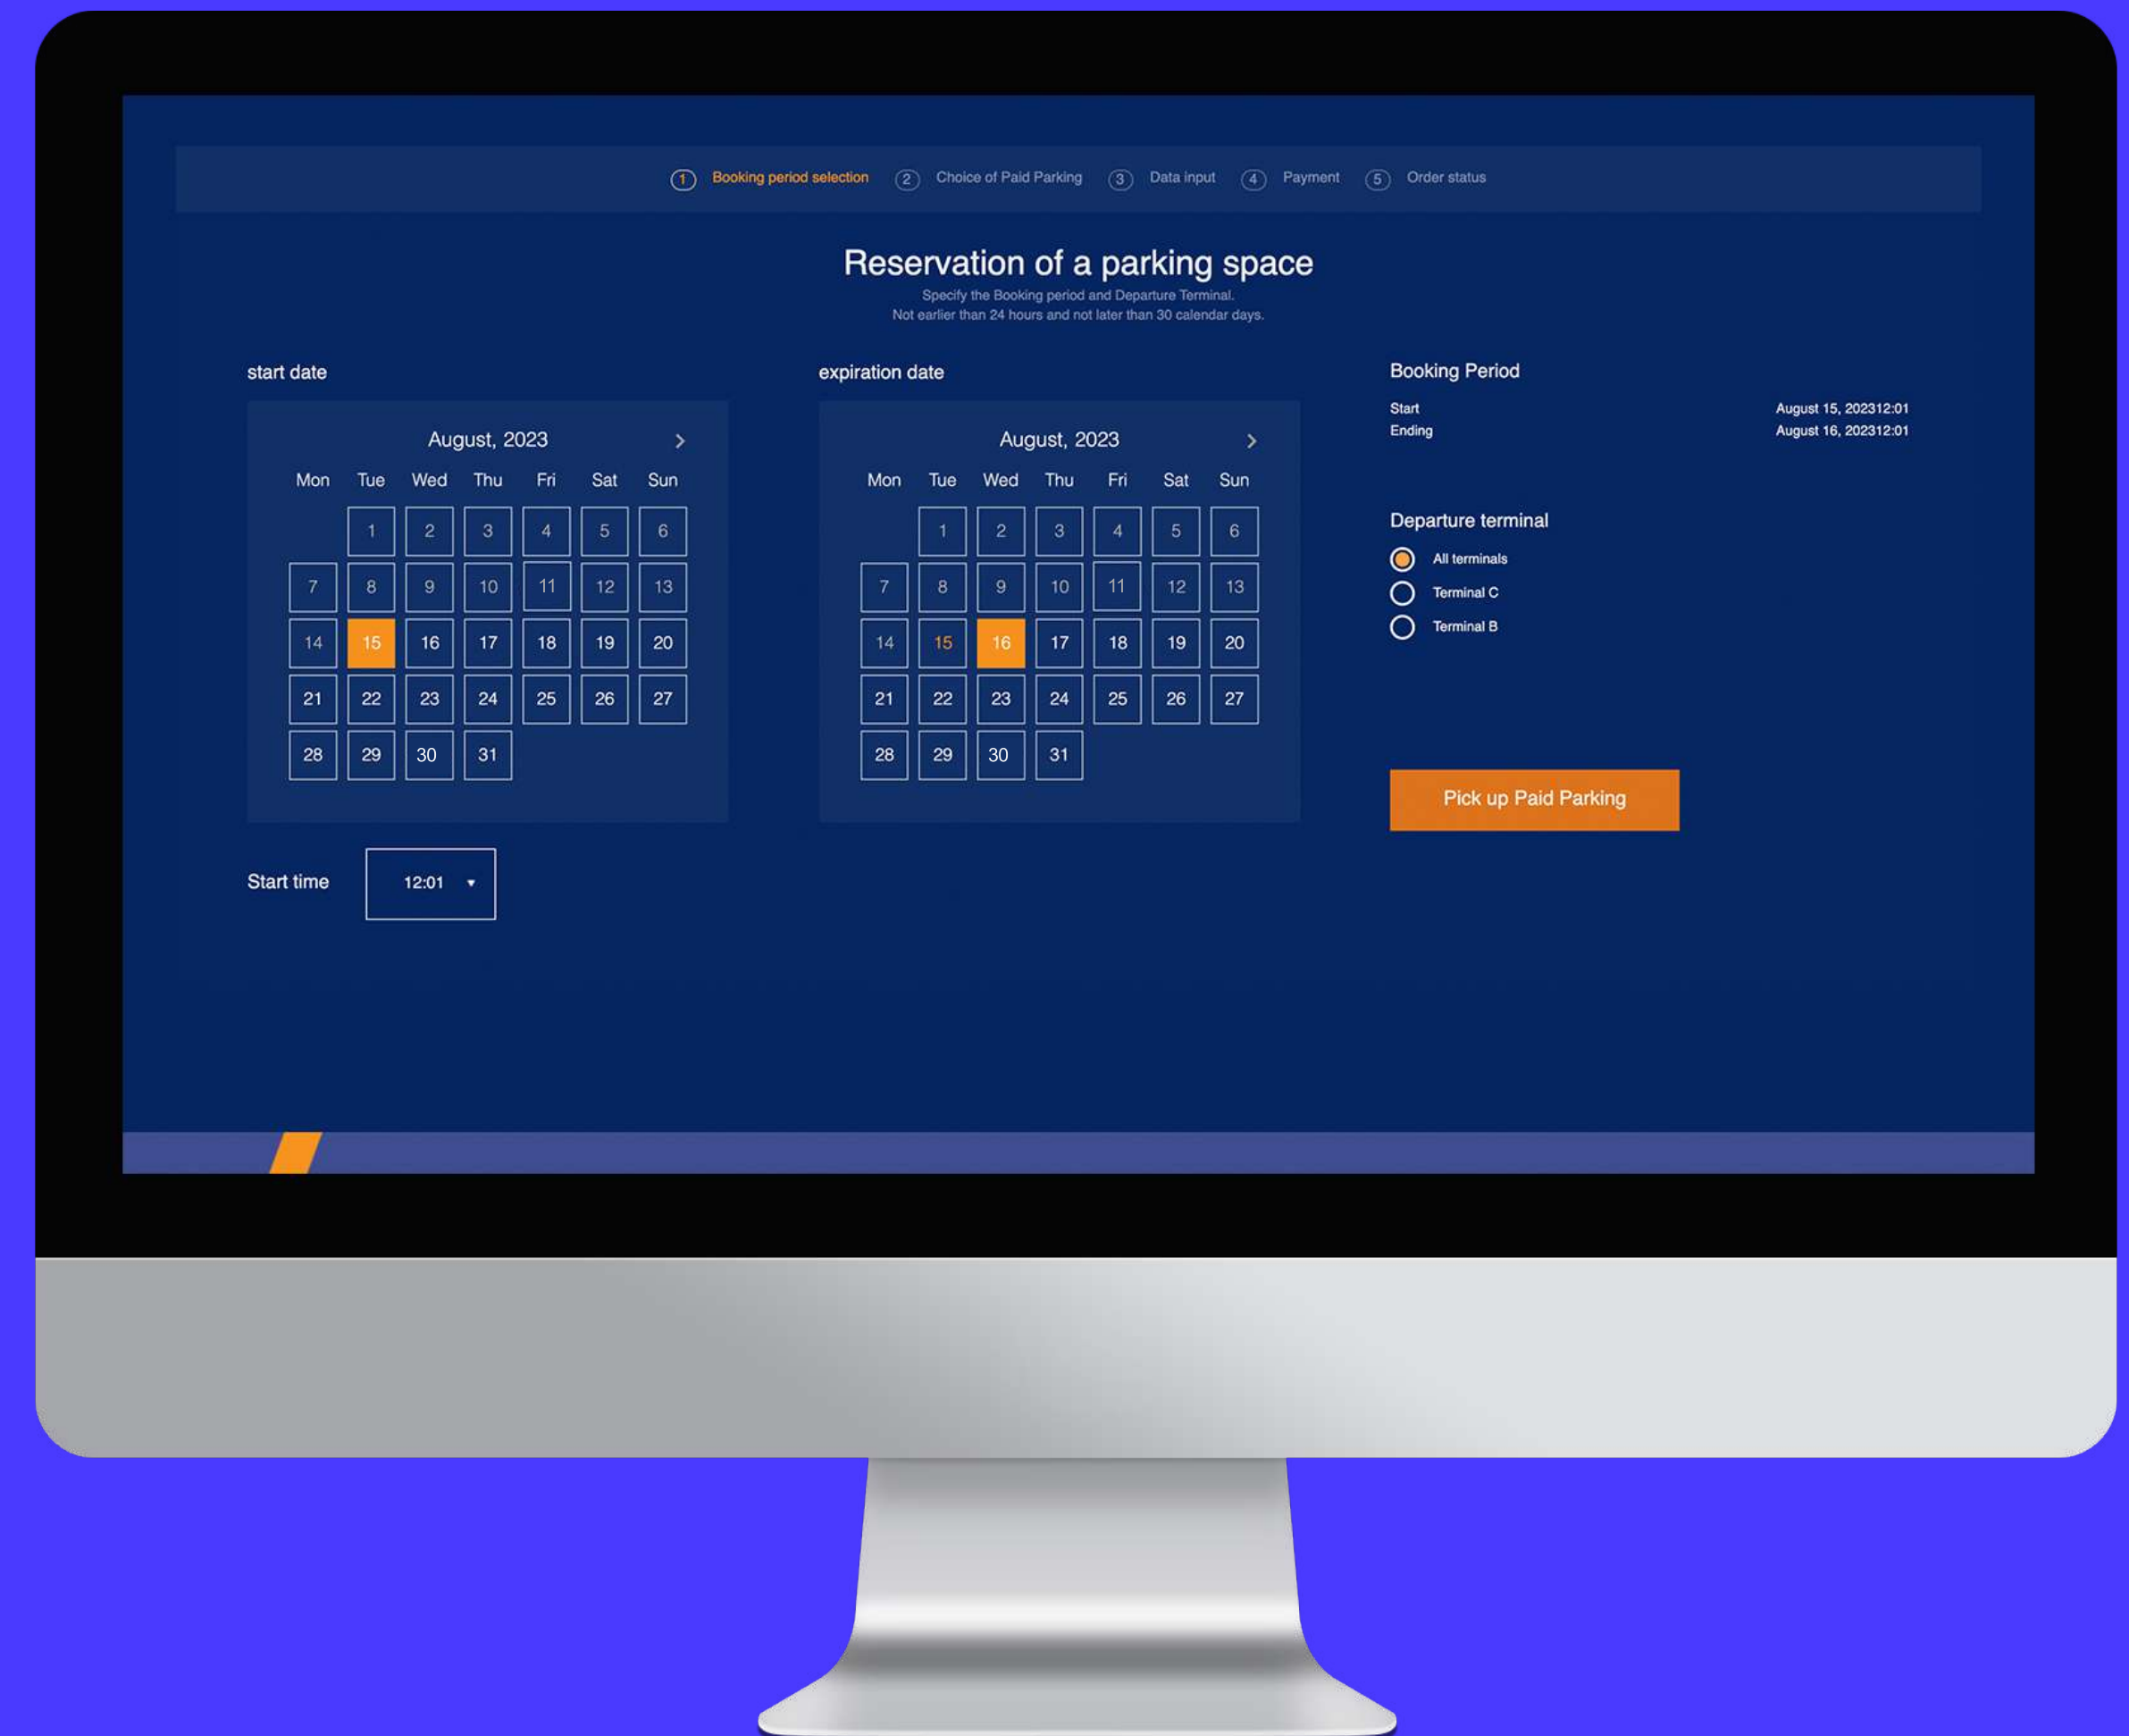 1 Booking period selection 2 Choice of Paid Parking 3 Data input 4 Payment 5 Order status
Reservation of a parking space
Specify the Booking period and Departure Terminal.
Not earlier than 24 hours and not later than 30 calendar days.
start date
August, 2023 >
Mon Tue Wed Thu Fri Sat Sun
1 2 3 4 5 6
7 8 9 10 11 12 13
14 15 16 17 18 19 20
21 22 23 24 25 26 27
28 29 30 31
Start time 12:01
expiration date
August, 2023 >
Mon Tue Wed Thu Fri Sat Sun
1 2 3 4 5 6
7 8 9 10 11 12 13
14 15 16 17 18 19 20
21 22 23 24 25 26 27
28 29 30 31
Booking Period
Start August 15, 202312:01
Ending August 16, 202312:01
Departure terminal
All terminals
Terminal C
Terminal B
Pick up Paid Parking